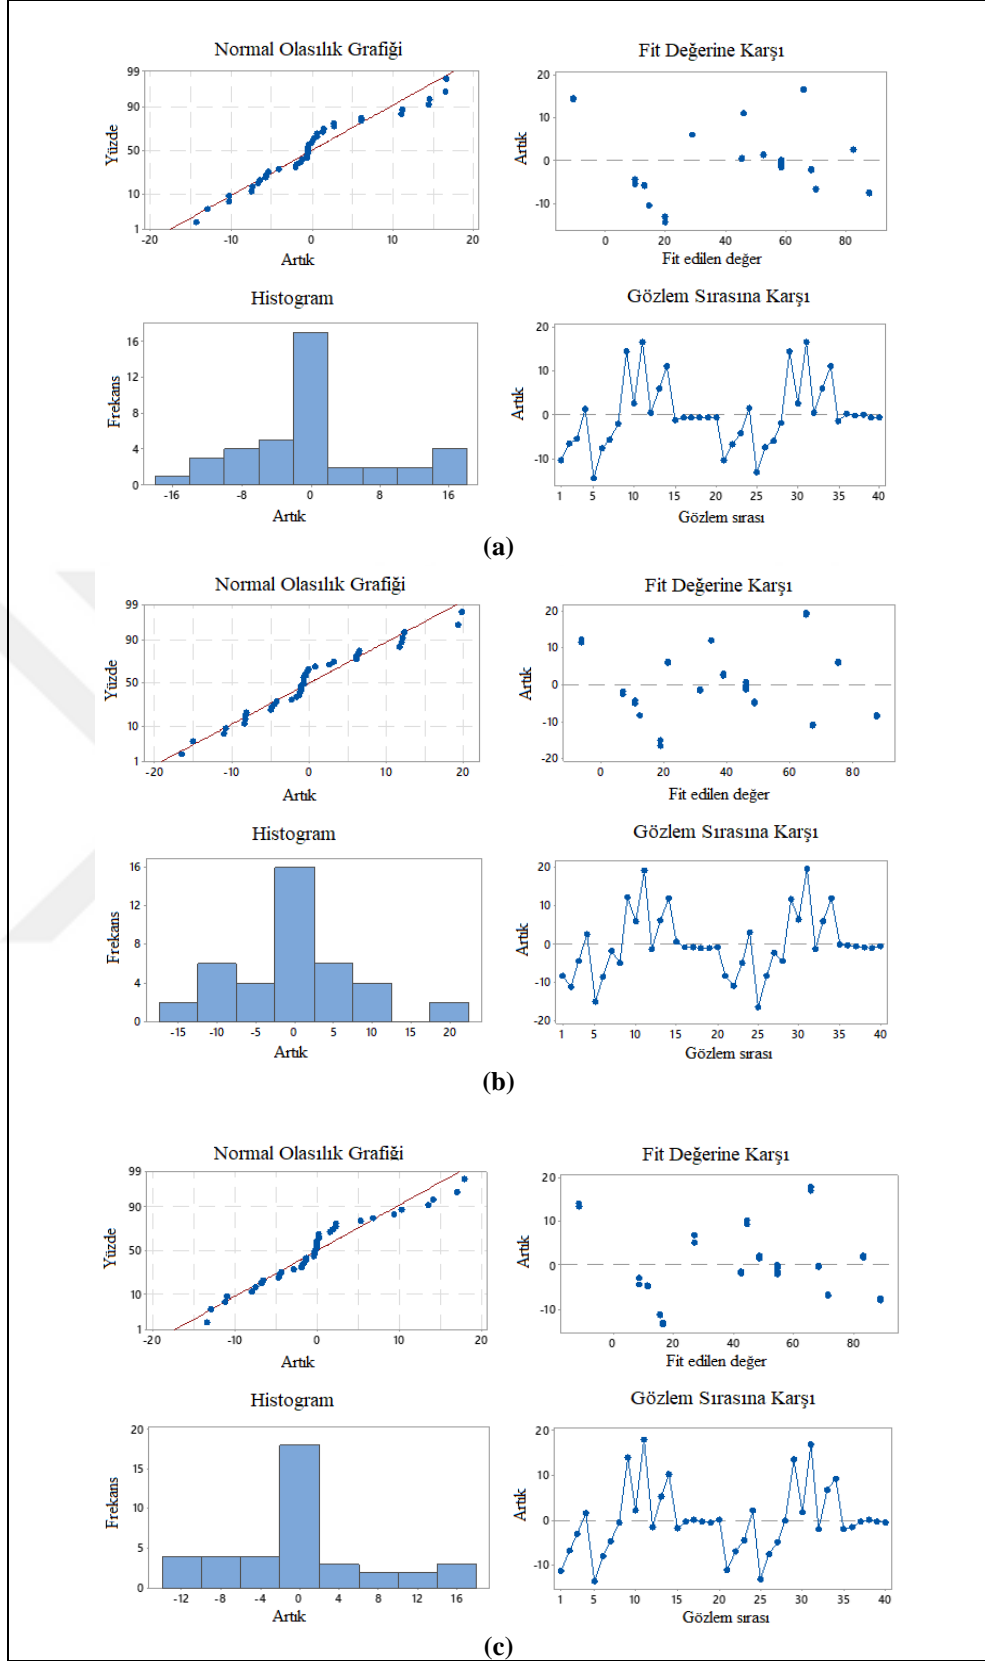 Normal Olasılık Grafiği
99
90
50
10
1
Yüzde
-20 -10 0 10 20
Artık
Fit Değerine Karşı
20
10
0
-10
Artık
0 20 40 60 80
Fit edilen değer
Histogram
16
12
8
4
0
Frekans
-16 -8 0 8 16
Artık
Gözlem Sırasına Karşı
20
10
0
-10
Artık
1 5 10 15 20 25 30 35 40
Gözlem sırası
(a)
Normal Olasılık Grafiği
99
90
50
10
1
Yüzde
-20 -10 0 10 20
Artık
Fit Değerine Karşı
20
10
0
-10
-20
Artık
0 20 40 60 80
Fit edilen değer
Histogram
16
12
8
4
0
Frekans
-15 -10 -5 0 5 10 15 20
Artık
Gözlem Sırasına Karşı
20
10
0
-10
-20
Artık
1 5 10 15 20 25 30 35 40
Gözlem sırası
(b)
Normal Olasılık Grafiği
99
90
50
10
1
Yüzde
-20 -10 0 10 20
Artık
Fit Değerine Karşı
20
10
0
-10
Artık
0 20 40 60 80
Fit edilen değer
Histogram
20
15
10
5
0
Frekans
-12 -8 -4 0 4 8 12 16
Artık
Gözlem Sırasına Karşı
20
10
0
-10
Artık
1 5 10 15 20 25 30 35 40
Gözlem sırası
(c)